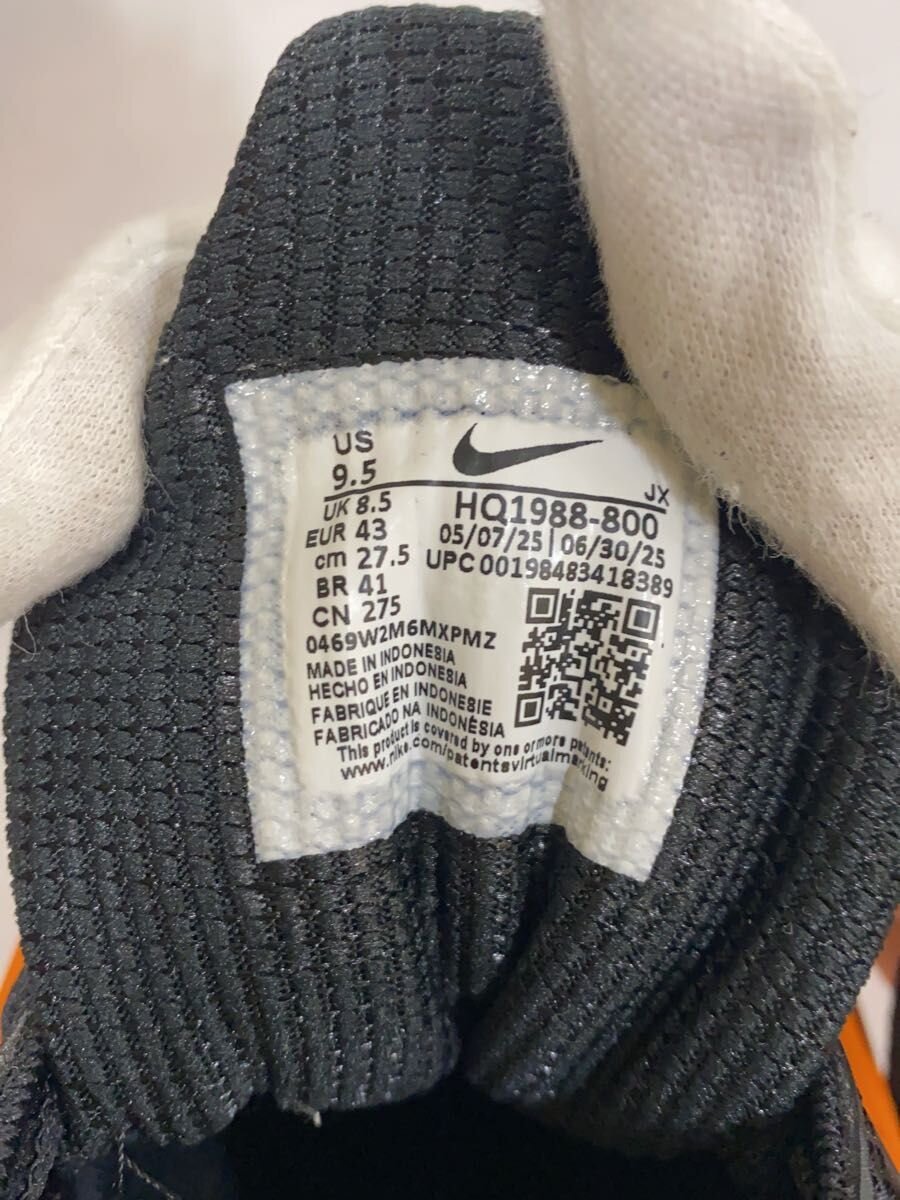 US
9.5
JX
UK 8.5
HQ1988-800
EUR 43
05/07/25 | 06/30/25
cm 27.5
UPC 00198483418389
BR 41
CN 275
0469W2M6MXPMZ
MADE IN INDONESIA
HECHO EN INDONESIA
FABRIQUE EN INDONESIE
FABRICADO NA INDONÉSIA
This product is covered by one or more patents:
www.nike.com/patentsvirtualmarking